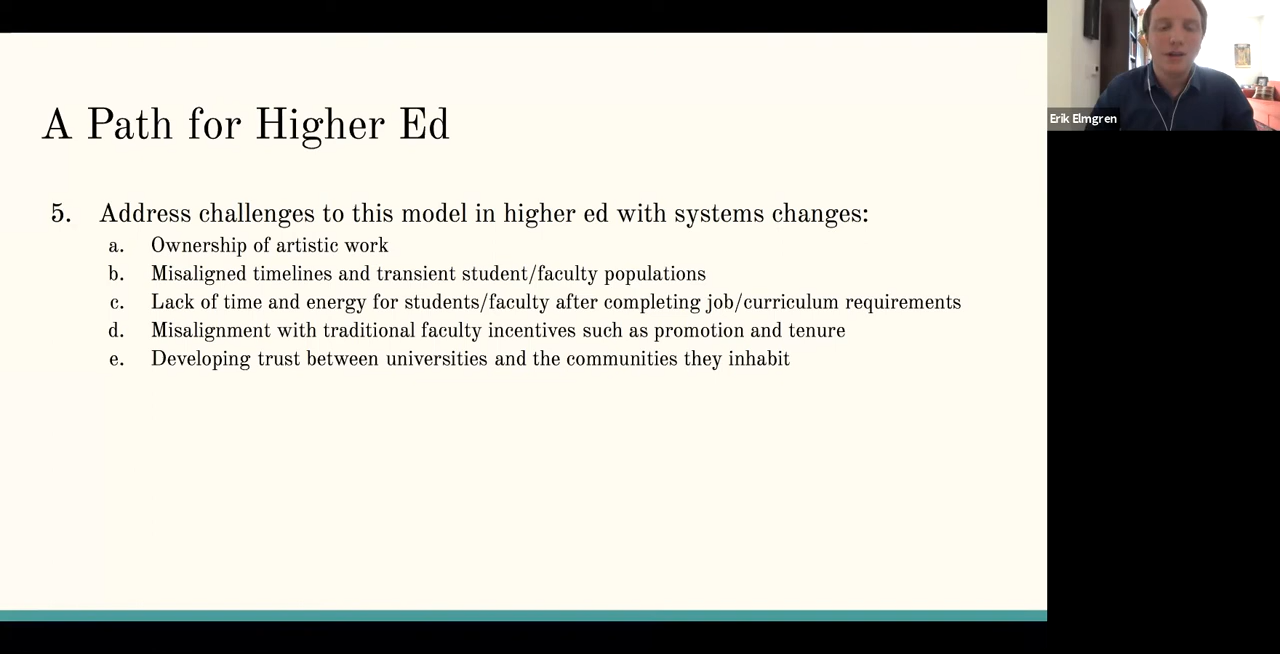 A Path for Higher Ed
Erik Elmgren
5. Address challenges to this model in higher ed with systems changes:
a. Ownership of artistic work
b. Misaligned timelines and transient student/faculty populations
c. Lack of time and energy for students/faculty after completing job/curriculum requirements
d. Misalignment with traditional faculty incentives such as promotion and tenure
e. Developing trust between universities and the communities they inhabit